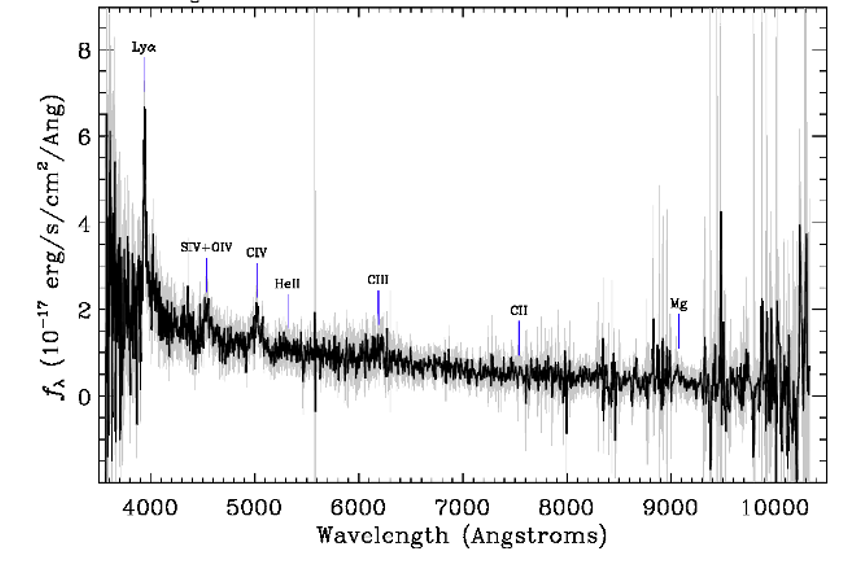 8
6
4
2
0
fλ (10⁻¹⁷ erg/s/cm²/Ang)
Lyα
SIV+OIV
CIV
HeII
CIII
CII
Mg
4000 5000 6000 7000 8000 9000 10000
Wavelength (Angstroms)